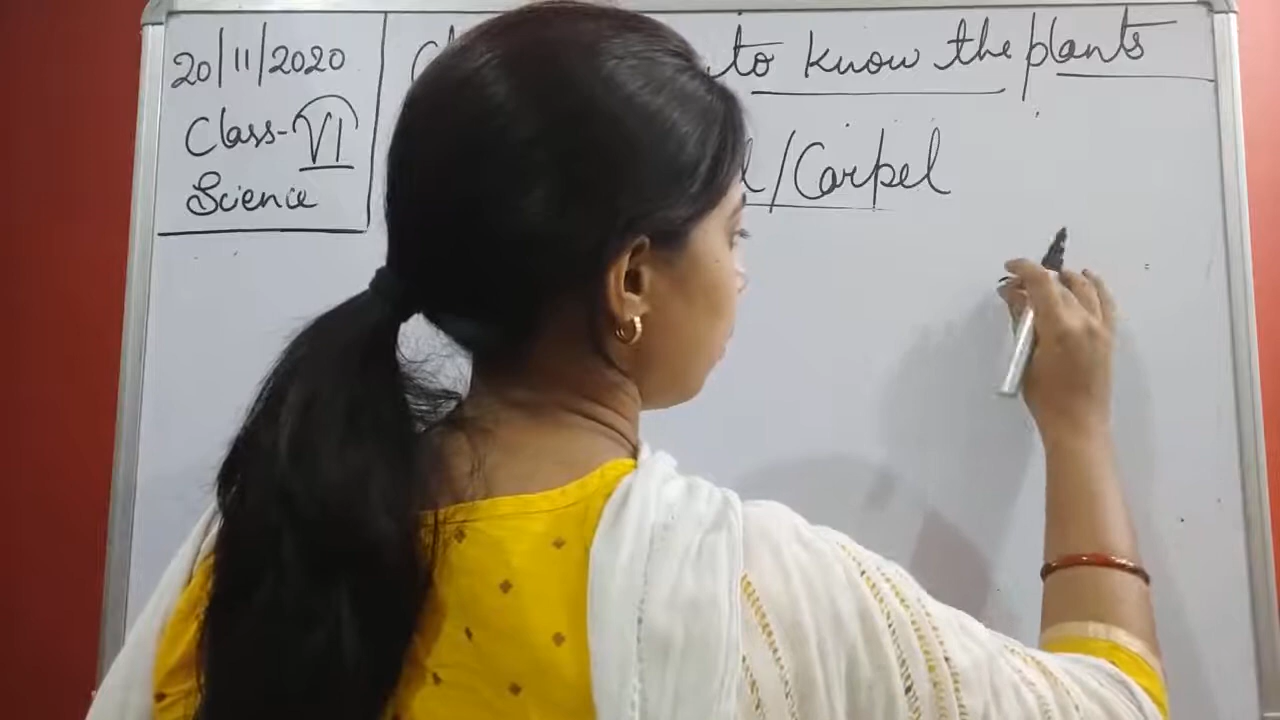 20/11/2020
Class-VI
Science
to know the plants
/Carpel